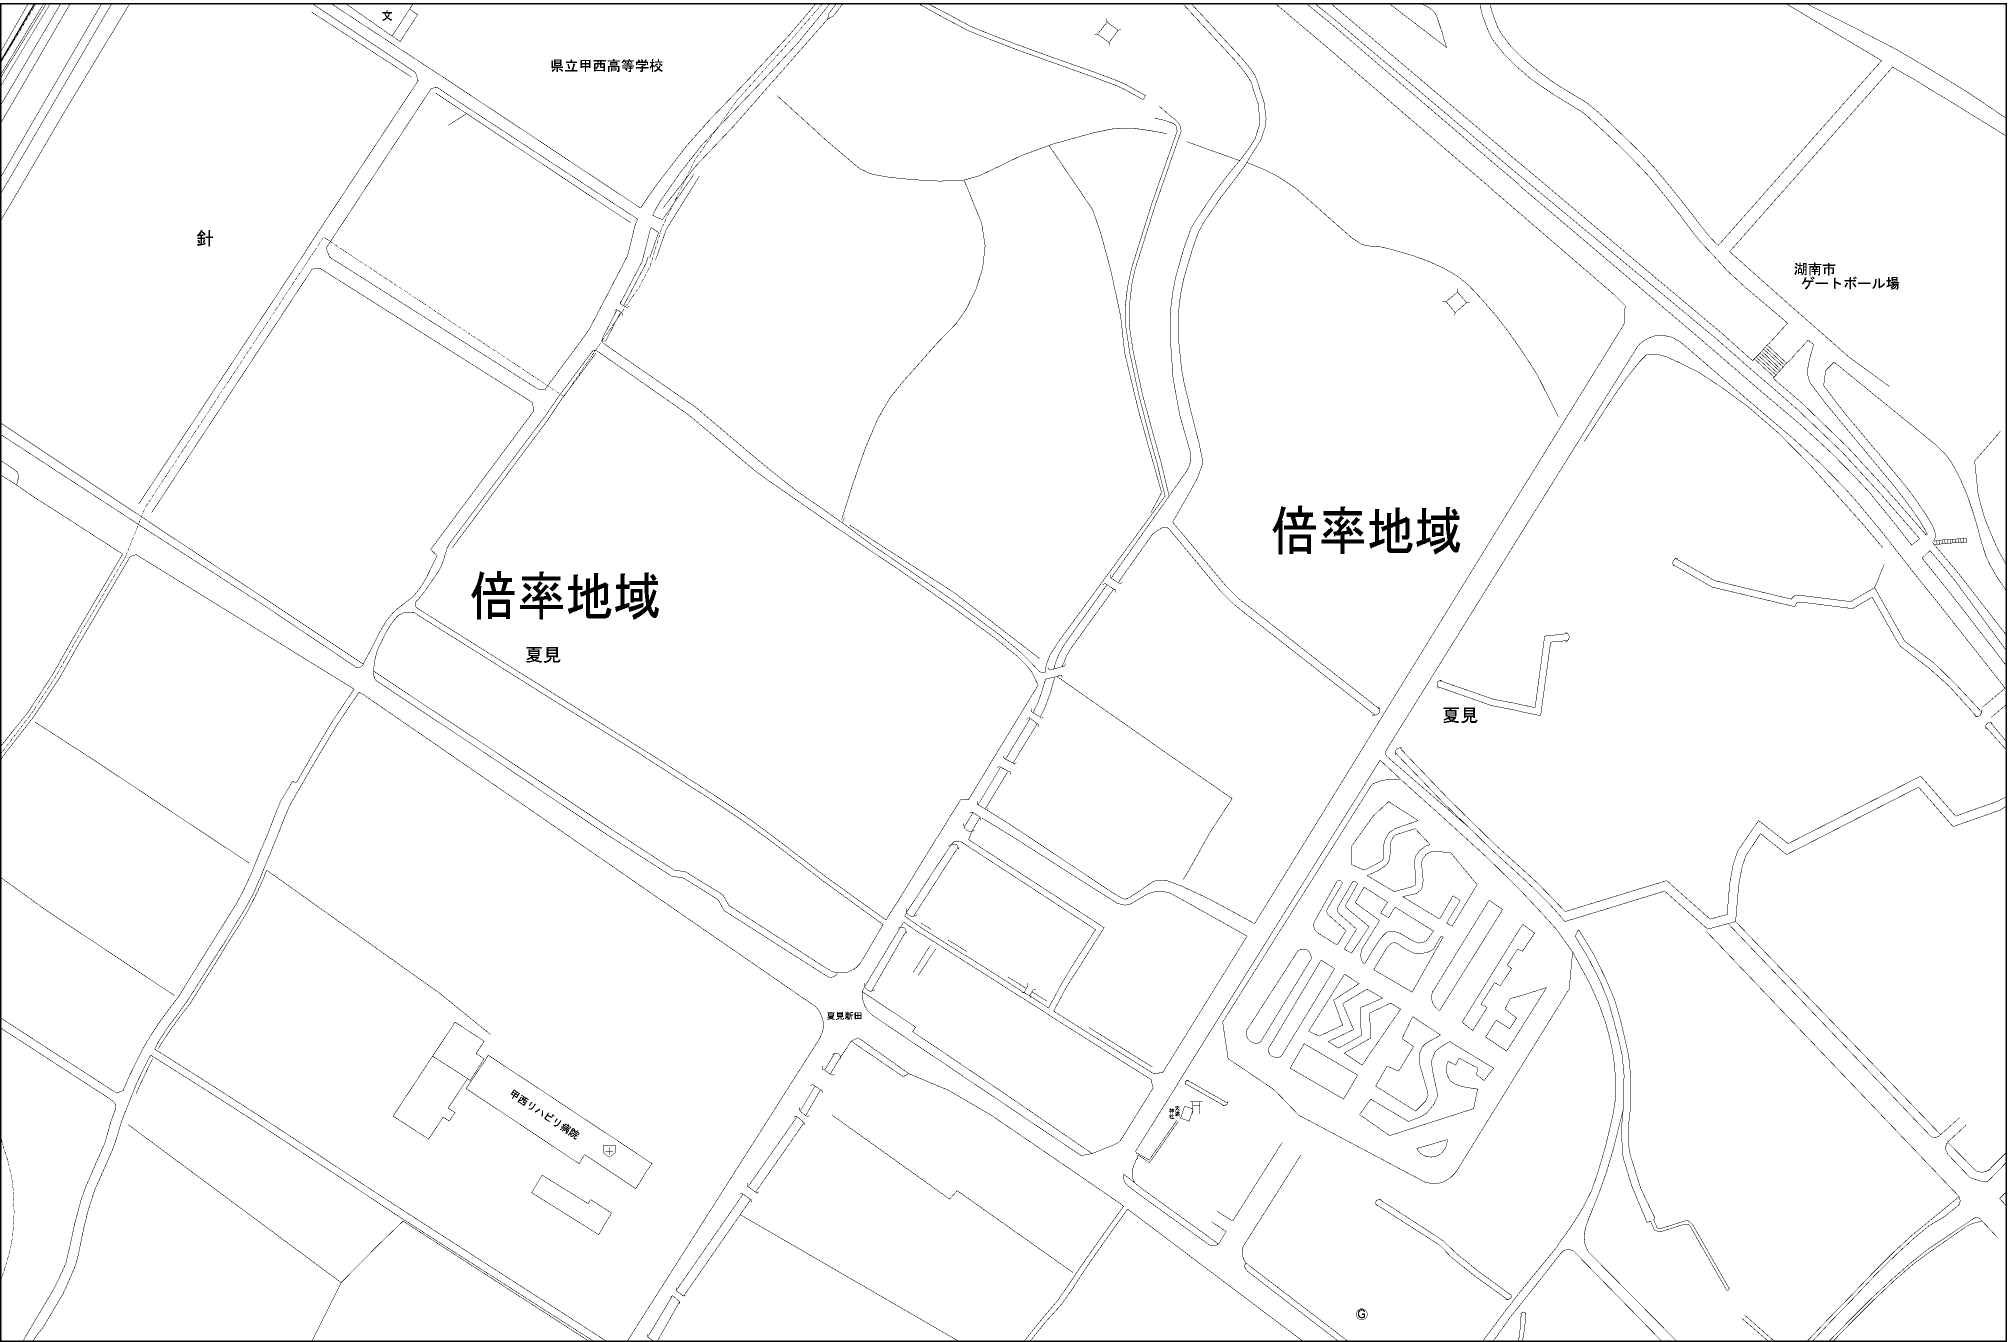 文
県立甲西高等学校
針
湖南市
ゲートボール場
倍率地域
倍率地域
夏見
夏見
夏見新田
甲西リハビリ病院
神社
G